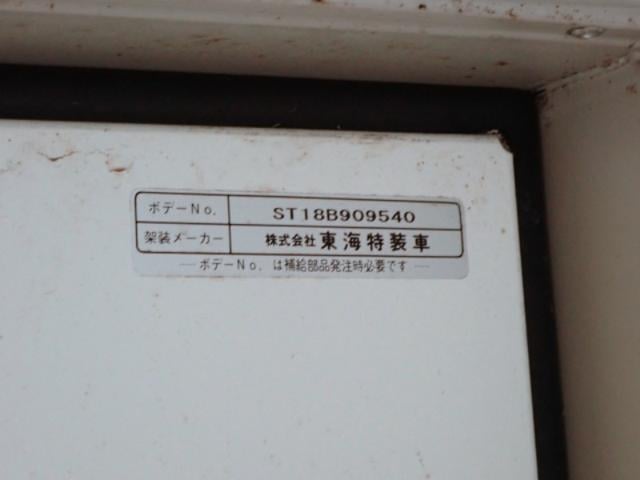 ボデーNo. ST18B909540
架装メーカー 株式会社 東海特装車
ボデーNo. は補給部品発注時必要です